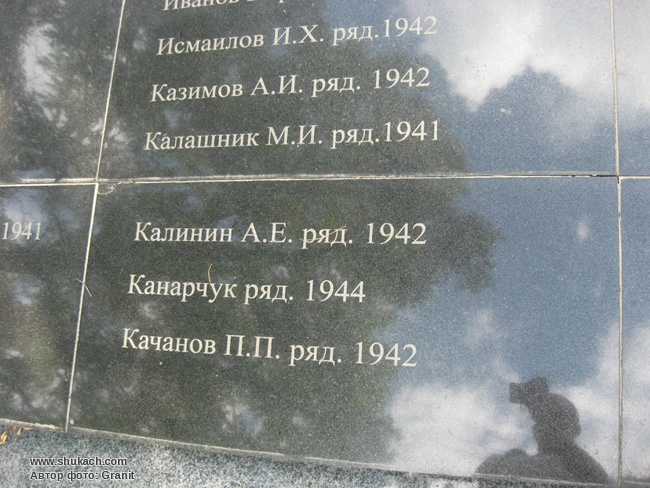 Иванов
Исмаилов И.Х. ряд.1942
Казимов А.И. ряд. 1942
Калашник М.И. ряд.1941
1941
Калинин А.Е. ряд. 1942
Канарчук ряд. 1944
Качанов П.П. ряд. 1942
www.shukach.com
Автор фото: Granit